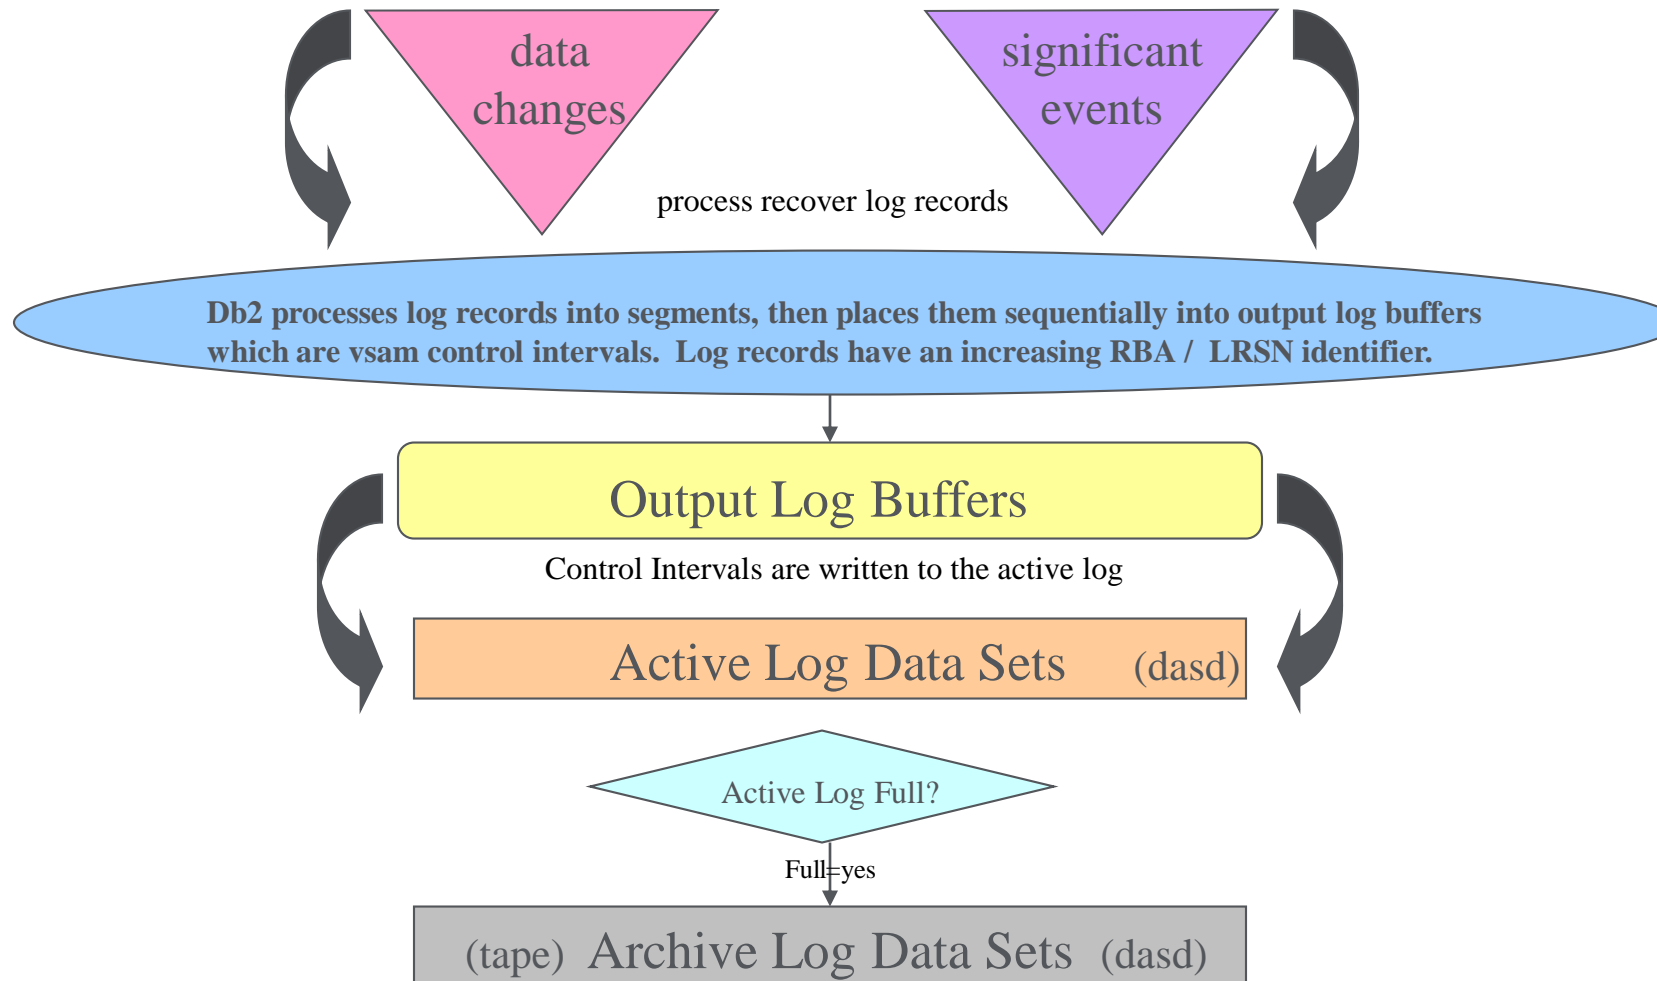 data
changes
significant
events
process recover log records
Db2 processes log records into segments, then places them sequentially into output log buffers
which are vsam control intervals. Log records have an increasing RBA / LRSN identifier.
Output Log Buffers
Control Intervals are written to the active log
Active Log Data Sets (dasd)
Active Log Full?
Full=yes
(tape) Archive Log Data Sets (dasd)